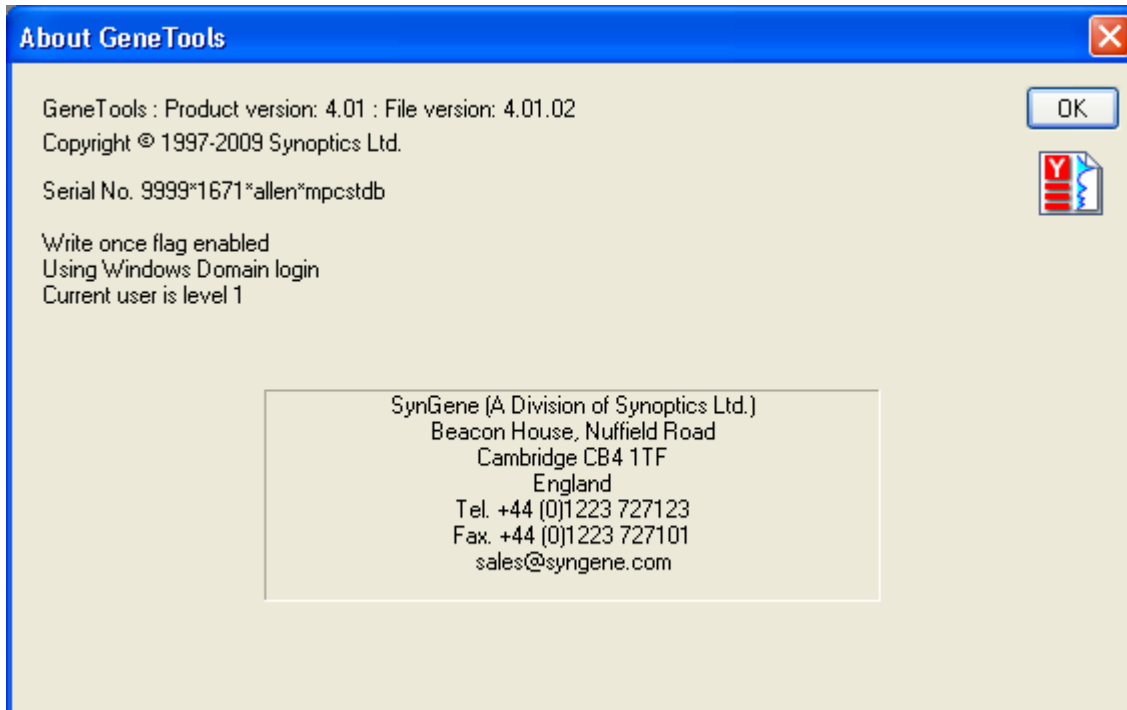 About GeneTools
GeneTools : Product version: 4.01 : File version: 4.01.02
OK
Copyright © 1997-2009 Synoptics Ltd.
Serial No. 9999*1671*allen*mpcstdb
Y
Write once flag enabled
Using Windows Domain login
Current user is level 1
SynGene (A Division of Synoptics Ltd.)
Beacon House, Nuffield Road
Cambridge CB4 1TF
England
Tel. +44 (0)1223 727123
Fax. +44 (0)1223 727101
sales@syngene.com